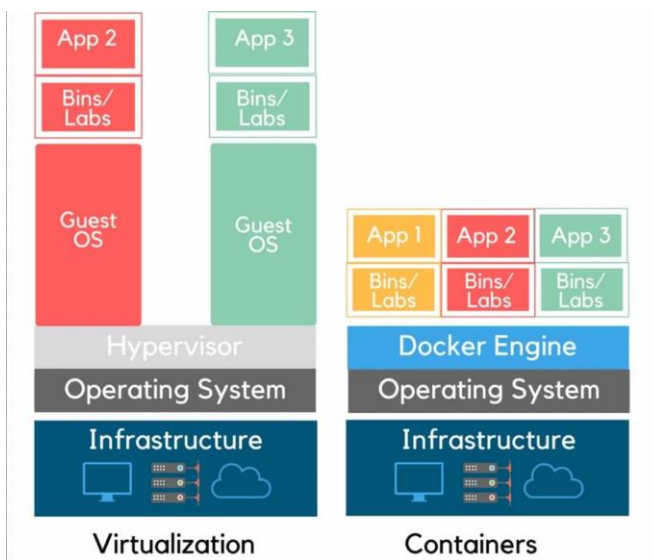 App 2
App 3
Bins/
Labs
Bins/
Labs
Guest
OS
Guest
OS
Hypervisor
Operating System
Infrastructure
Virtualization
App 1
App 2
App 3
Bins/
Labs
Bins/
Labs
Bins/
Labs
Docker Engine
Operating System
Infrastructure
Containers